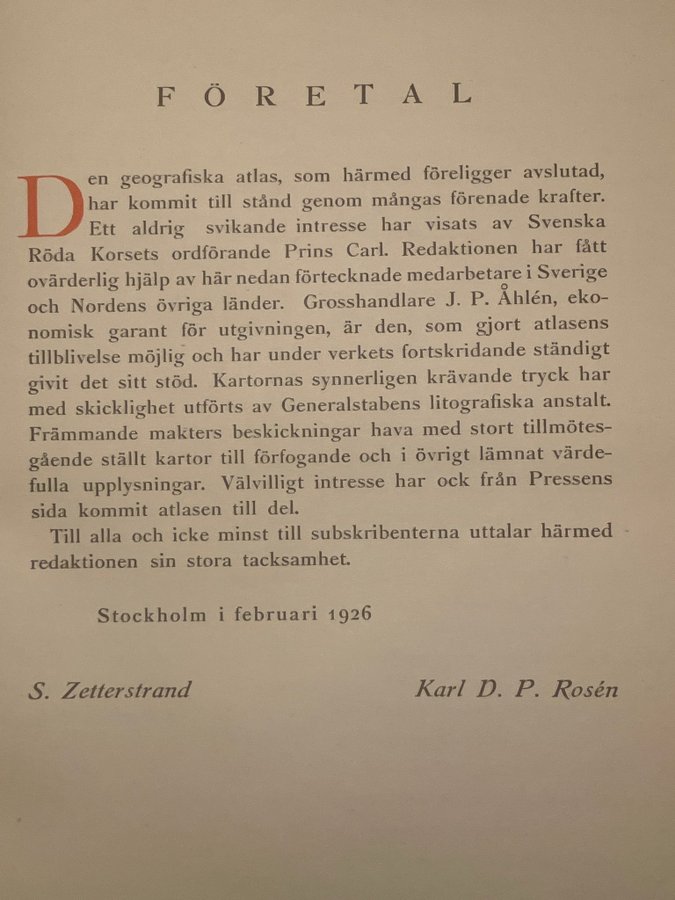 FÖRETAL
Den geografiska atlas, som härmed föreligger avslutad,
har kommit till stånd genom mångas förenade krafter.
Ett aldrig svikande intresse har visats av Svenska
Röda Korsets ordförande Prins Carl. Redaktionen har fått
ovärderlig hjälp av här nedan förtecknade medarbetare i Sverige
och Nordens övriga länder. Grosshandlare J. P. Åhlén, eko-
nomisk garant för utgivningen, är den, som gjort atlasens
tillblivelse möjlig och har under verkets fortskridande ständigt
givit det sitt stöd. Kartornas synnerligen krävande tryck har
med skicklighet utförts av Generalstabens litografiska anstalt.
Främmande makters beskickningar hava med stort tillmötes-
gående ställt kartor till förfogande och i övrigt lämnat värde-
fulla upplysningar. Välvilligt intresse har ock från Pressens
sida kommit atlasen till del.
Till alla och icke minst till subskribenterna uttalar härmed
redaktionen sin stora tacksamhet.
Stockholm i februari 1926
S. Zetterstrand Karl D. P. Rosén